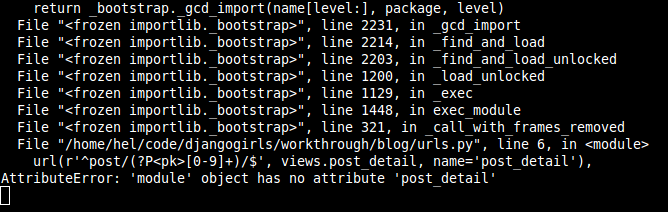 return _bootstrap._gcd_import(name[level:], package, level)
File "<frozen importlib._bootstrap>", line 2231, in _gcd_import
File "<frozen importlib._bootstrap>", line 2214, in _find_and_load
File "<frozen importlib._bootstrap>", line 2203, in _find_and_load_unlocked
File "<frozen importlib._bootstrap>", line 1200, in _load_unlocked
File "<frozen importlib._bootstrap>", line 1129, in _exec
File "<frozen importlib._bootstrap>", line 1448, in exec_module
File "<frozen importlib._bootstrap>", line 321, in _call_with_frames_removed
File "/home/hel/code/djangogirls/workthrough/blog/urls.py", line 6, in <module>
url(r'^post/(?P<pk>[0-9]+)/$', views.post_detail, name='post_detail'),
AttributeError: 'module' object has no attribute 'post_detail'